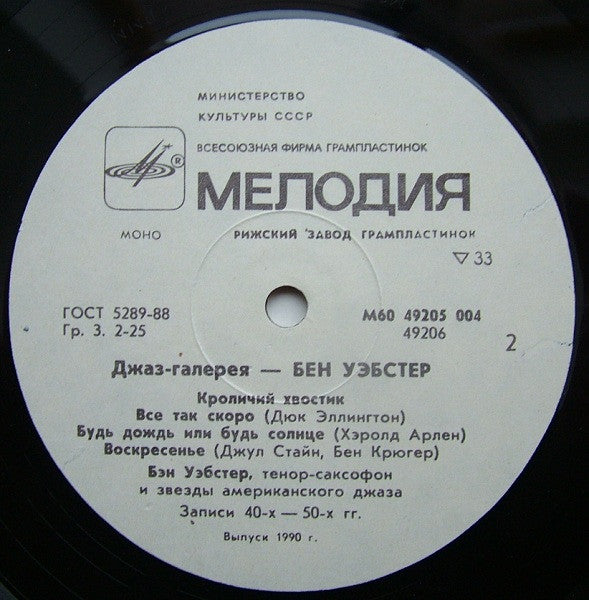 МИНИСТЕРСТВО
КУЛЬТУРЫ СССР
ВСЕСОЮЗНАЯ ФИРМА ГРАМПЛАСТИНОК
® МЕЛОДИЯ
МОНО РИЖСКИЙ ЗАВОД ГРАМПЛАСТИНОК
▽ 33
ГОСТ 5289-88 М60 49205 004
Гр. 3. 2-25 49206
2
Джаз-галерея — БЕН УЭБСТЕР
Кроличий хвостик
Все так скоро (Дюк Эллингтон)
Будь дождь или будь солнце (Хэролд Арлен)
Воскресенье (Джул Стайн, Бен Крюгер)
Бэн Уэбстер, тенор-саксофон
и звезды американского джаза
Записи 40-х — 50-х гг.
Выпуск 1990 г.